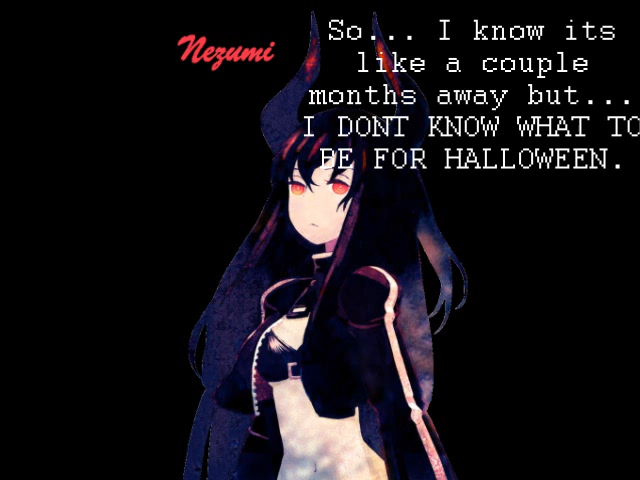 Nezumi
So... I know its
like a couple
months away but...
I DONT KNOW WHAT TO
BE FOR HALLOWEEN.